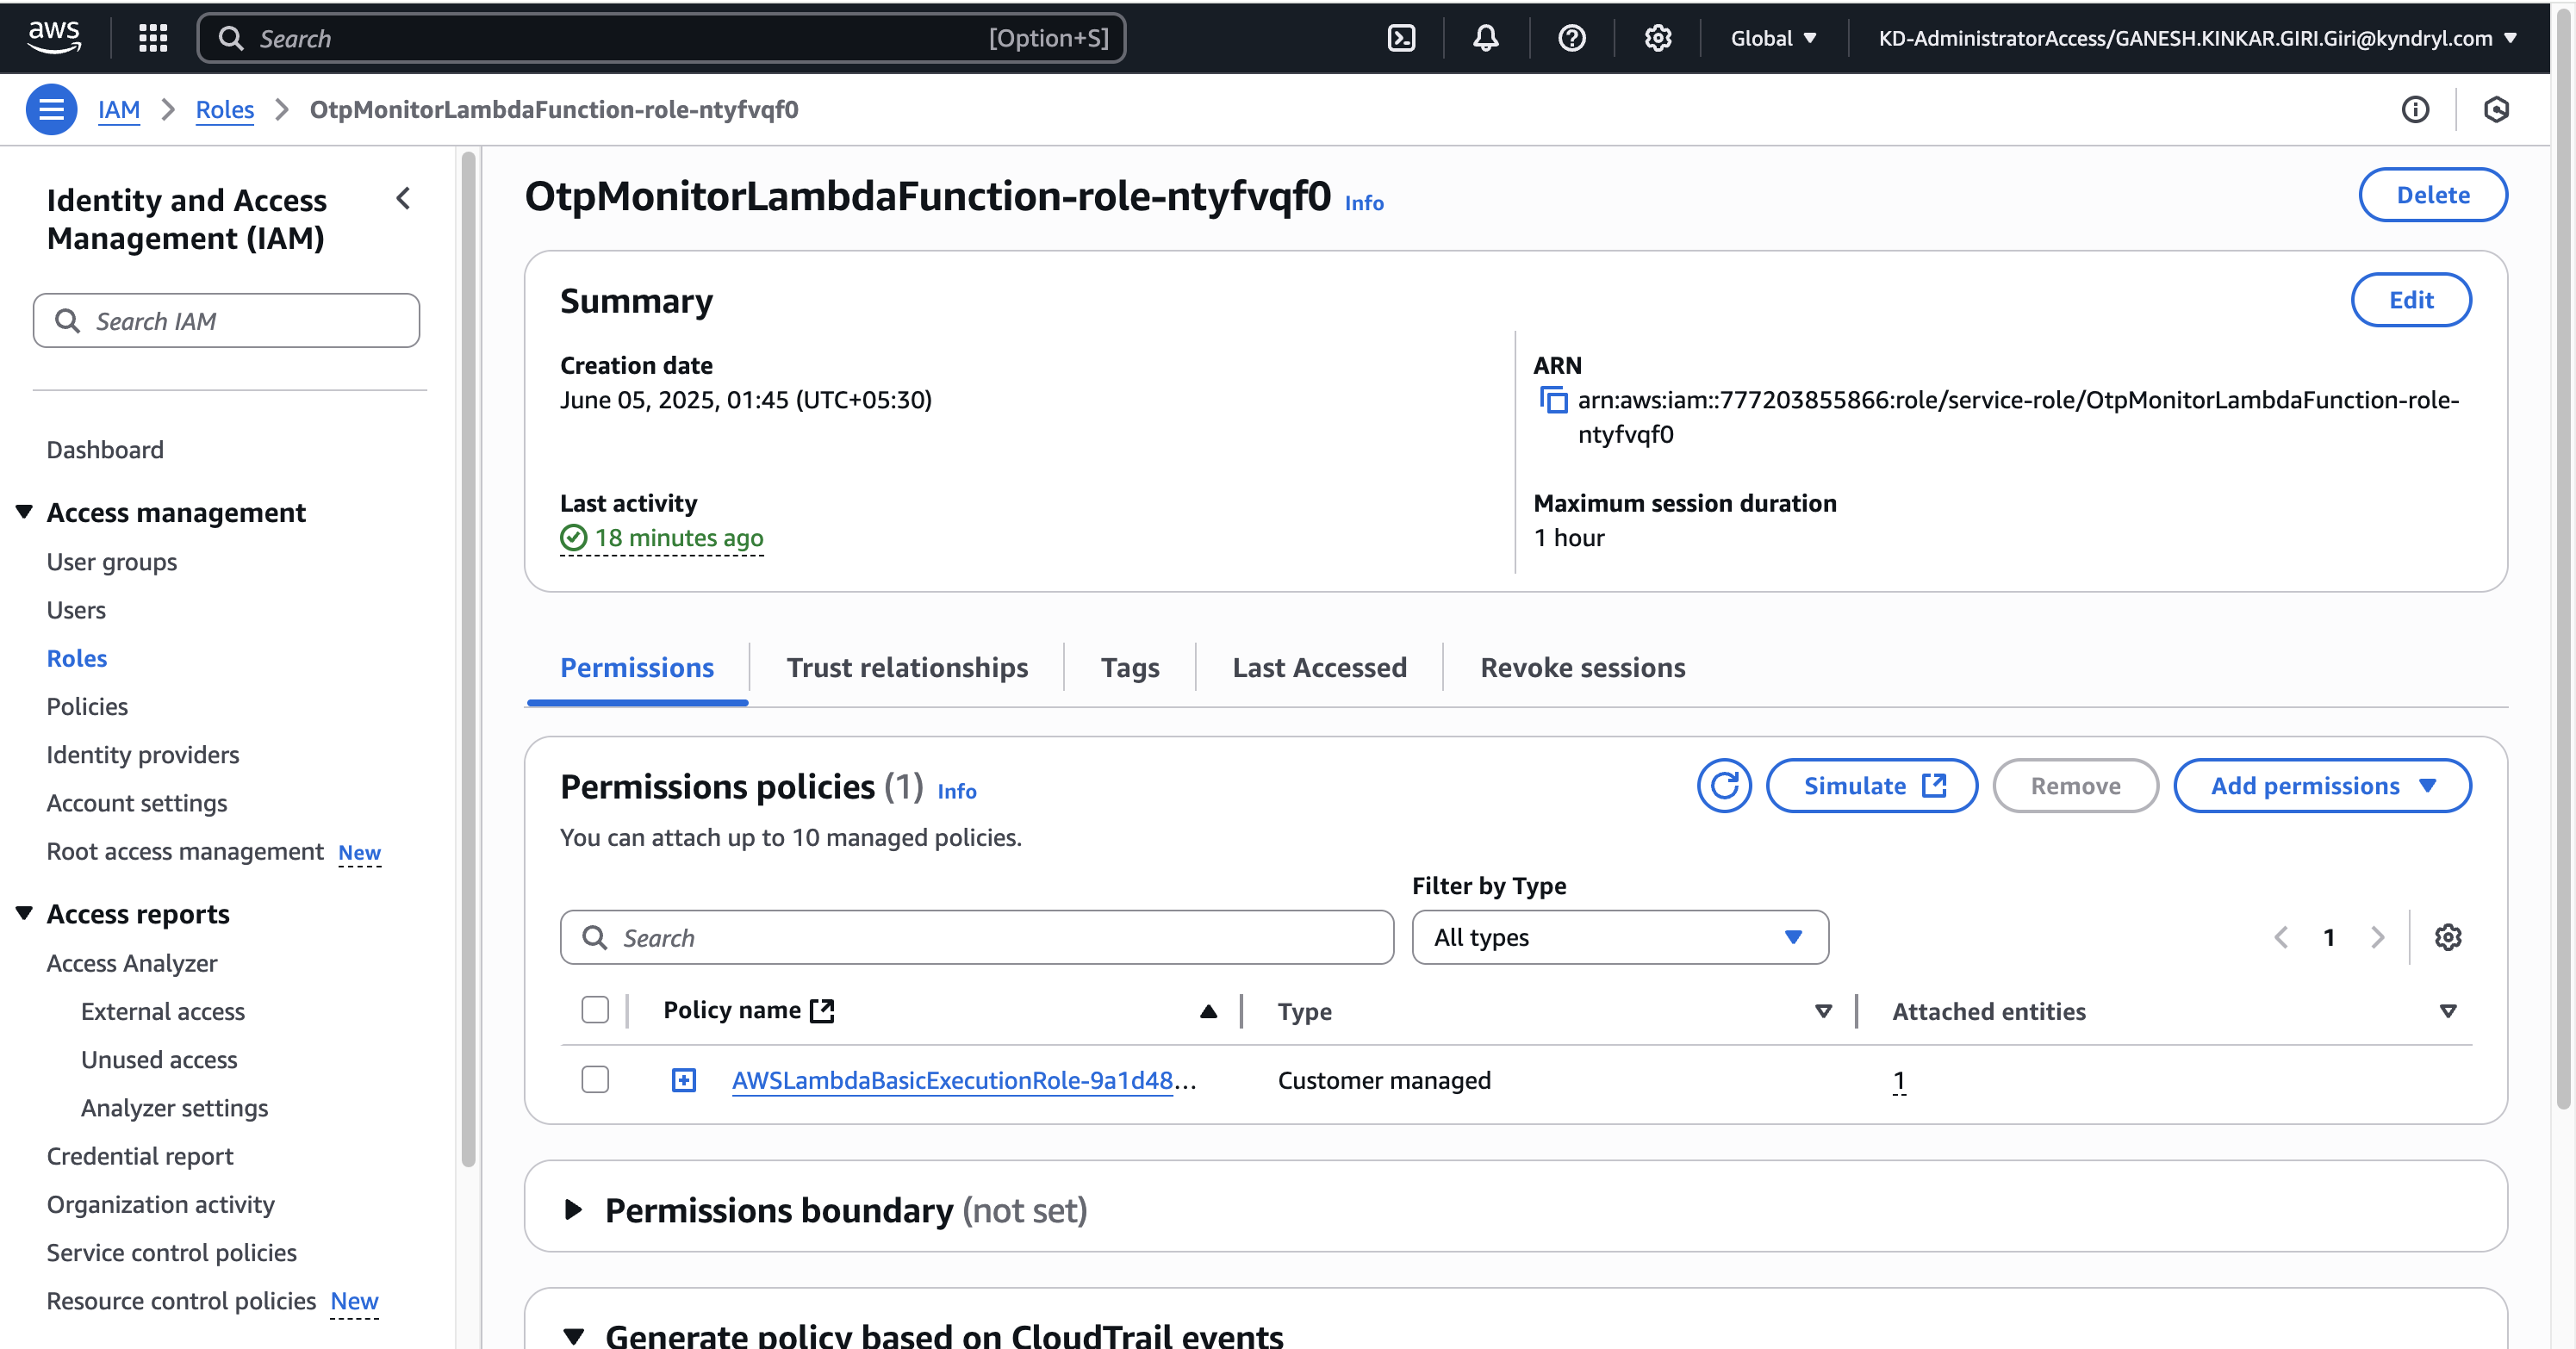 aws
Search
[Option+S]
Global
KD-AdministratorAccess/GANESH.KINKAR.GIRI.Giri@kyndryl.com
IAM
Roles
OtpMonitorLambdaFunction-role-ntyfvqf0
Identity and Access
Management (IAM)
Search IAM
Dashboard
Access management
User groups
Users
Roles
Policies
Identity providers
Account settings
Root access management New
Access reports
Access Analyzer
External access
Unused access
Analyzer settings
Credential report
Organization activity
Service control policies
Resource control policies New
OtpMonitorLambdaFunction-role-ntyfvqf0 Info
Delete
Summary
Edit
Creation date
June 05, 2025, 01:45 (UTC+05:30)
ARN
arn:aws:iam::777203855866:role/service-role/OtpMonitorLambdaFunction-role-
ntyfvqf0
Last activity
18 minutes ago
Maximum session duration
1 hour
Permissions
Trust relationships
Tags
Last Accessed
Revoke sessions
Permissions policies (1) Info
Simulate
Remove
Add permissions
You can attach up to 10 managed policies.
Filter by Type
Search
All types
1
Policy name
Type
Attached entities
AWSLambdaBasicExecutionRole-9a1d48...
Customer managed
1
Permissions boundary (not set)
Generate policy based on CloudTrail events